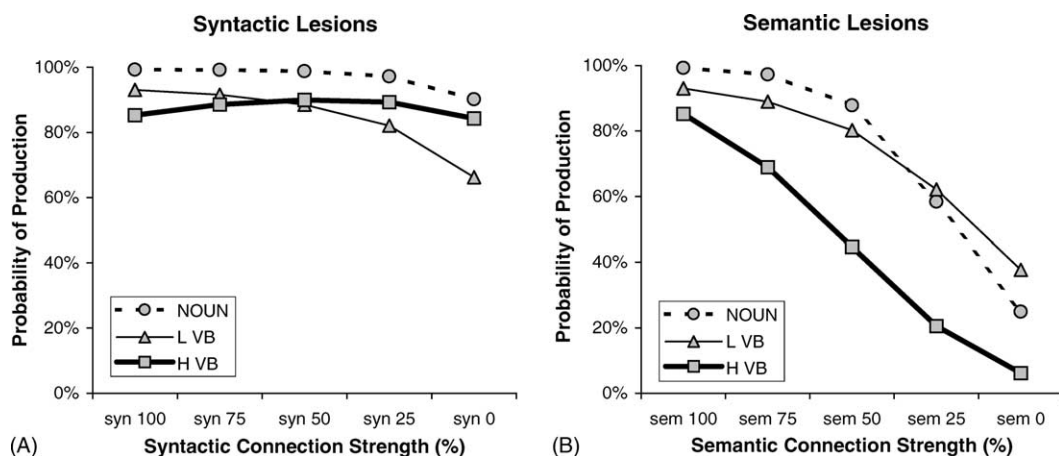 Syntactic Lesions
100%
80%
60%
40%
20%
0%
Probability of Production
NOUN
L VB
H VB
syn 100 syn 75 syn 50 syn 25 syn 0
(A) Syntactic Connection Strength (%)
Semantic Lesions
100%
80%
60%
40%
20%
0%
Probability of Production
NOUN
L VB
H VB
sem 100 sem 75 sem 50 sem 25 sem 0
(B) Semantic Connection Strength (%)